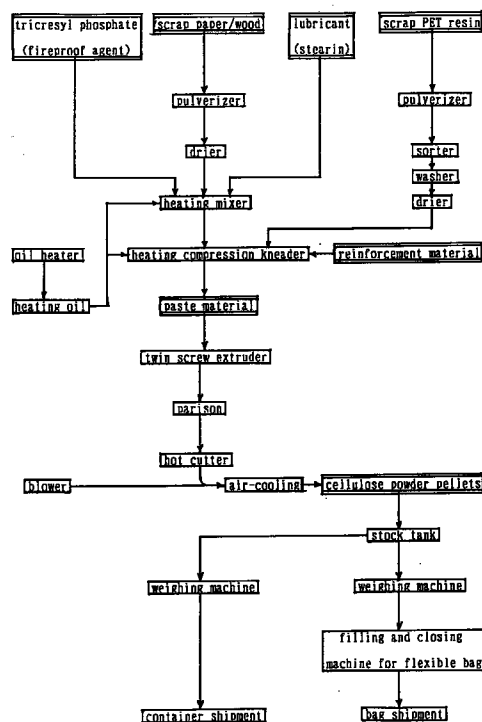 tricresyl phosphate
(fireproof agent)
scrap paper/wood
lubricant
(stearin)
scrap PET resin
pulverizer
pulverizer
drier
sorter
washer
heating mixer
drier
oil heater
heating compression kneader
reinforcement material
heating oil
paste material
twin screw extruder
parison
hot cutter
blower
air-cooling
cellulose powder pellets
stock tank
weighing machine
weighing machine
filling and closing
machine for flexible bag
container shipment
bag shipment